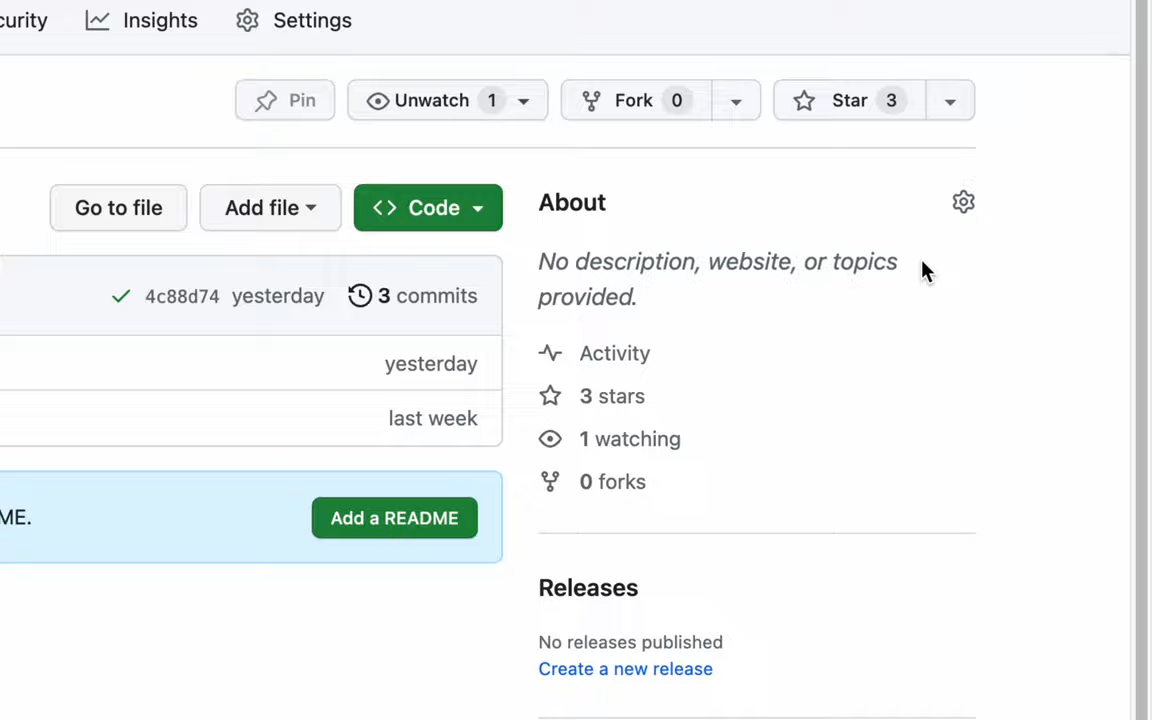 curity Insights Settings
Pin Unwatch 1 Fork 0 Star 3
Go to file Add file Code
About
No description, website, or topics
provided.
4c88d74 yesterday 3 commits
yesterday
last week
Activity
3 stars
1 watching
0 forks
ME. Add a README
Releases
No releases published
Create a new release